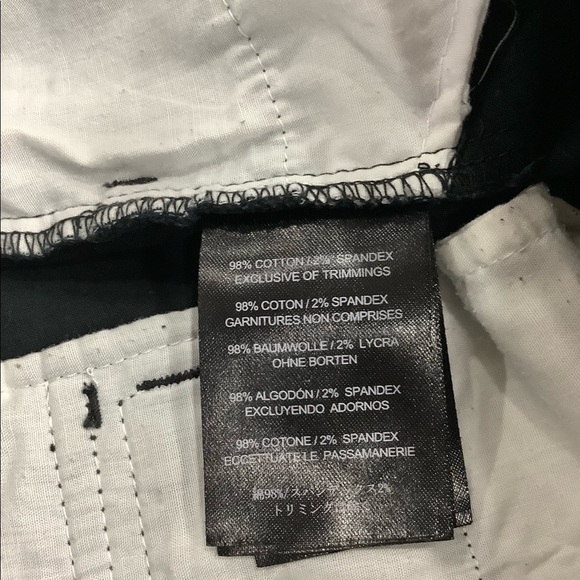 98% COTTON / 2% SPANDEX
EXCLUSIVE OF TRIMMINGS
98% COTON / 2% SPANDEX
GARNITURES NON COMPRISES
98% BAUMWOLLE / 2% LYCRA
OHNE BORTEN
98% ALGODÓN / 2% SPANDEX
EXCLUYENDO ADORNOS
98% COTONE / 2% SPANDEX
ECCETTUATE LE PASSAMANERIE
綿98%/スパンデックス2%
トリミング